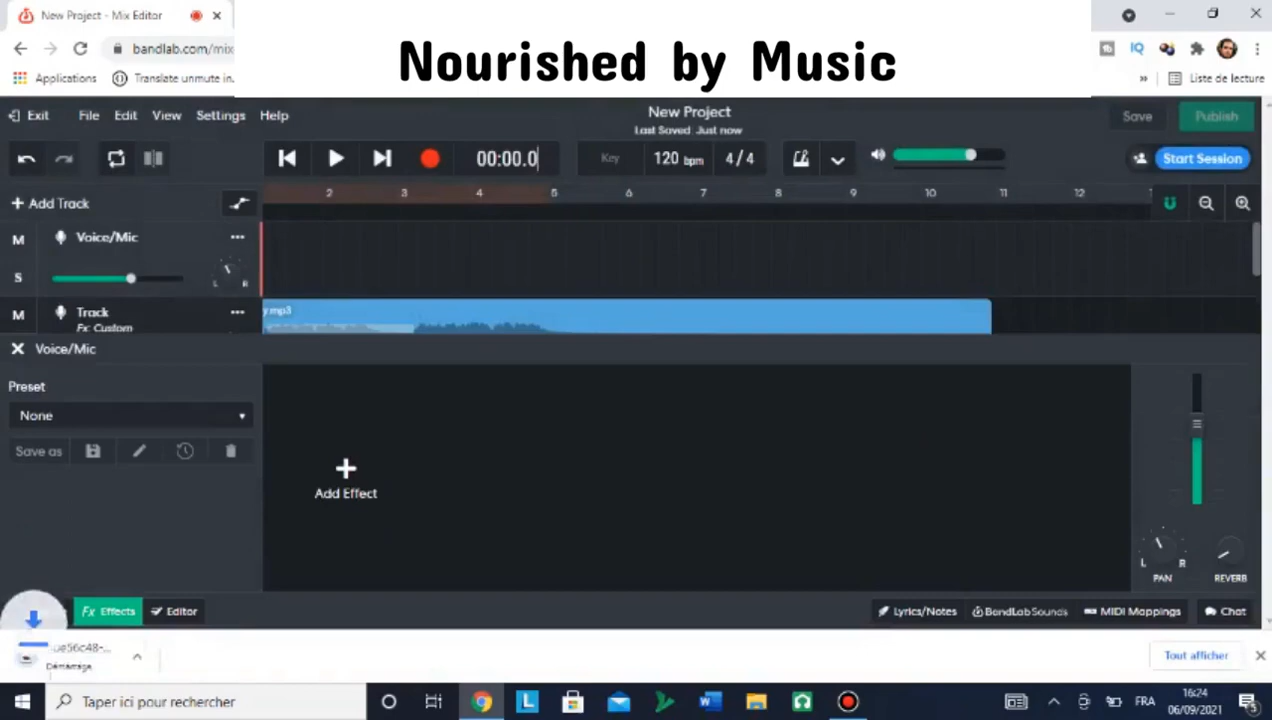 New Project - Mix Editor
bandlab.com/mix
Nourished by Music
Applications
Translate unmute in.
» Liste de lecture
Exit File Edit View Settings Help
New Project
Last Saved Just now
Save Publish
00:00.0 Key 120 bpm 4/4
Start Session
2 3 4 5 6 7 8 9 10 11 12
+ Add Track
M Voice/Mic
S L R
M Track
Fx: Custom
y.mp3
Voice/Mic
Preset
None
Save as
Add Effect
L R
PAN REVERB
Fx Effects Editor Lyrics/Notes BandLab Sounds MIDI Mappings Chat
Démarrage
Tout afficher
Taper ici pour rechercher
FRA
16:24
06/09/2021
5